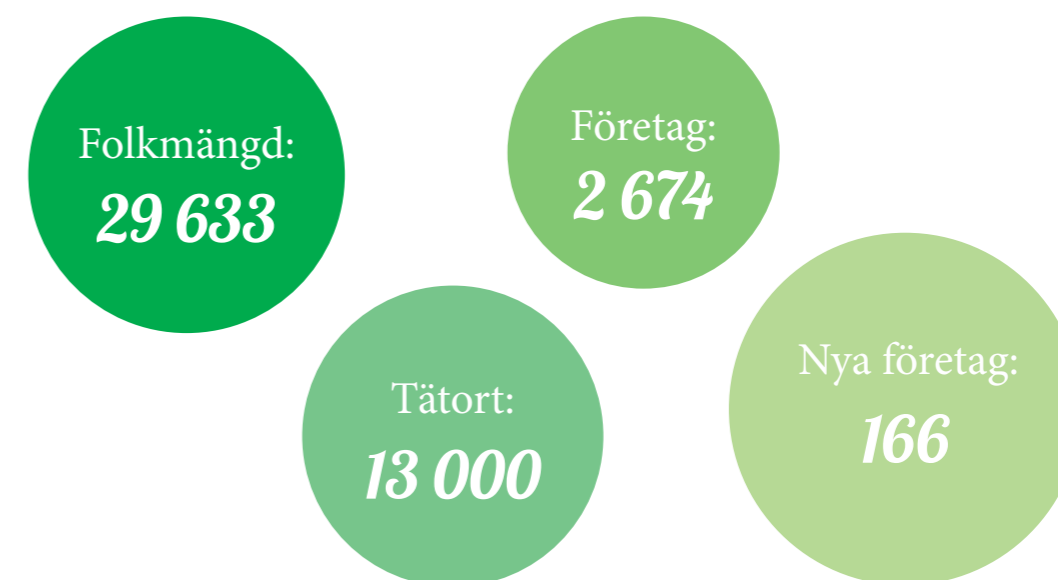 Folkmängd:
29 633
Företag:
2 674
Tätort:
13 000
Nya företag:
166